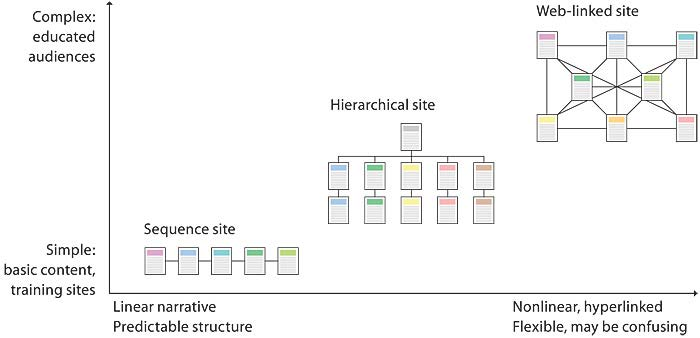 Complex:
educated
audiences
Web-linked site
Hierarchical site
Sequence site
Simple:
basic content,
training sites
Linear narrative
Predictable structure
Nonlinear, hyperlinked
Flexible, may be confusing